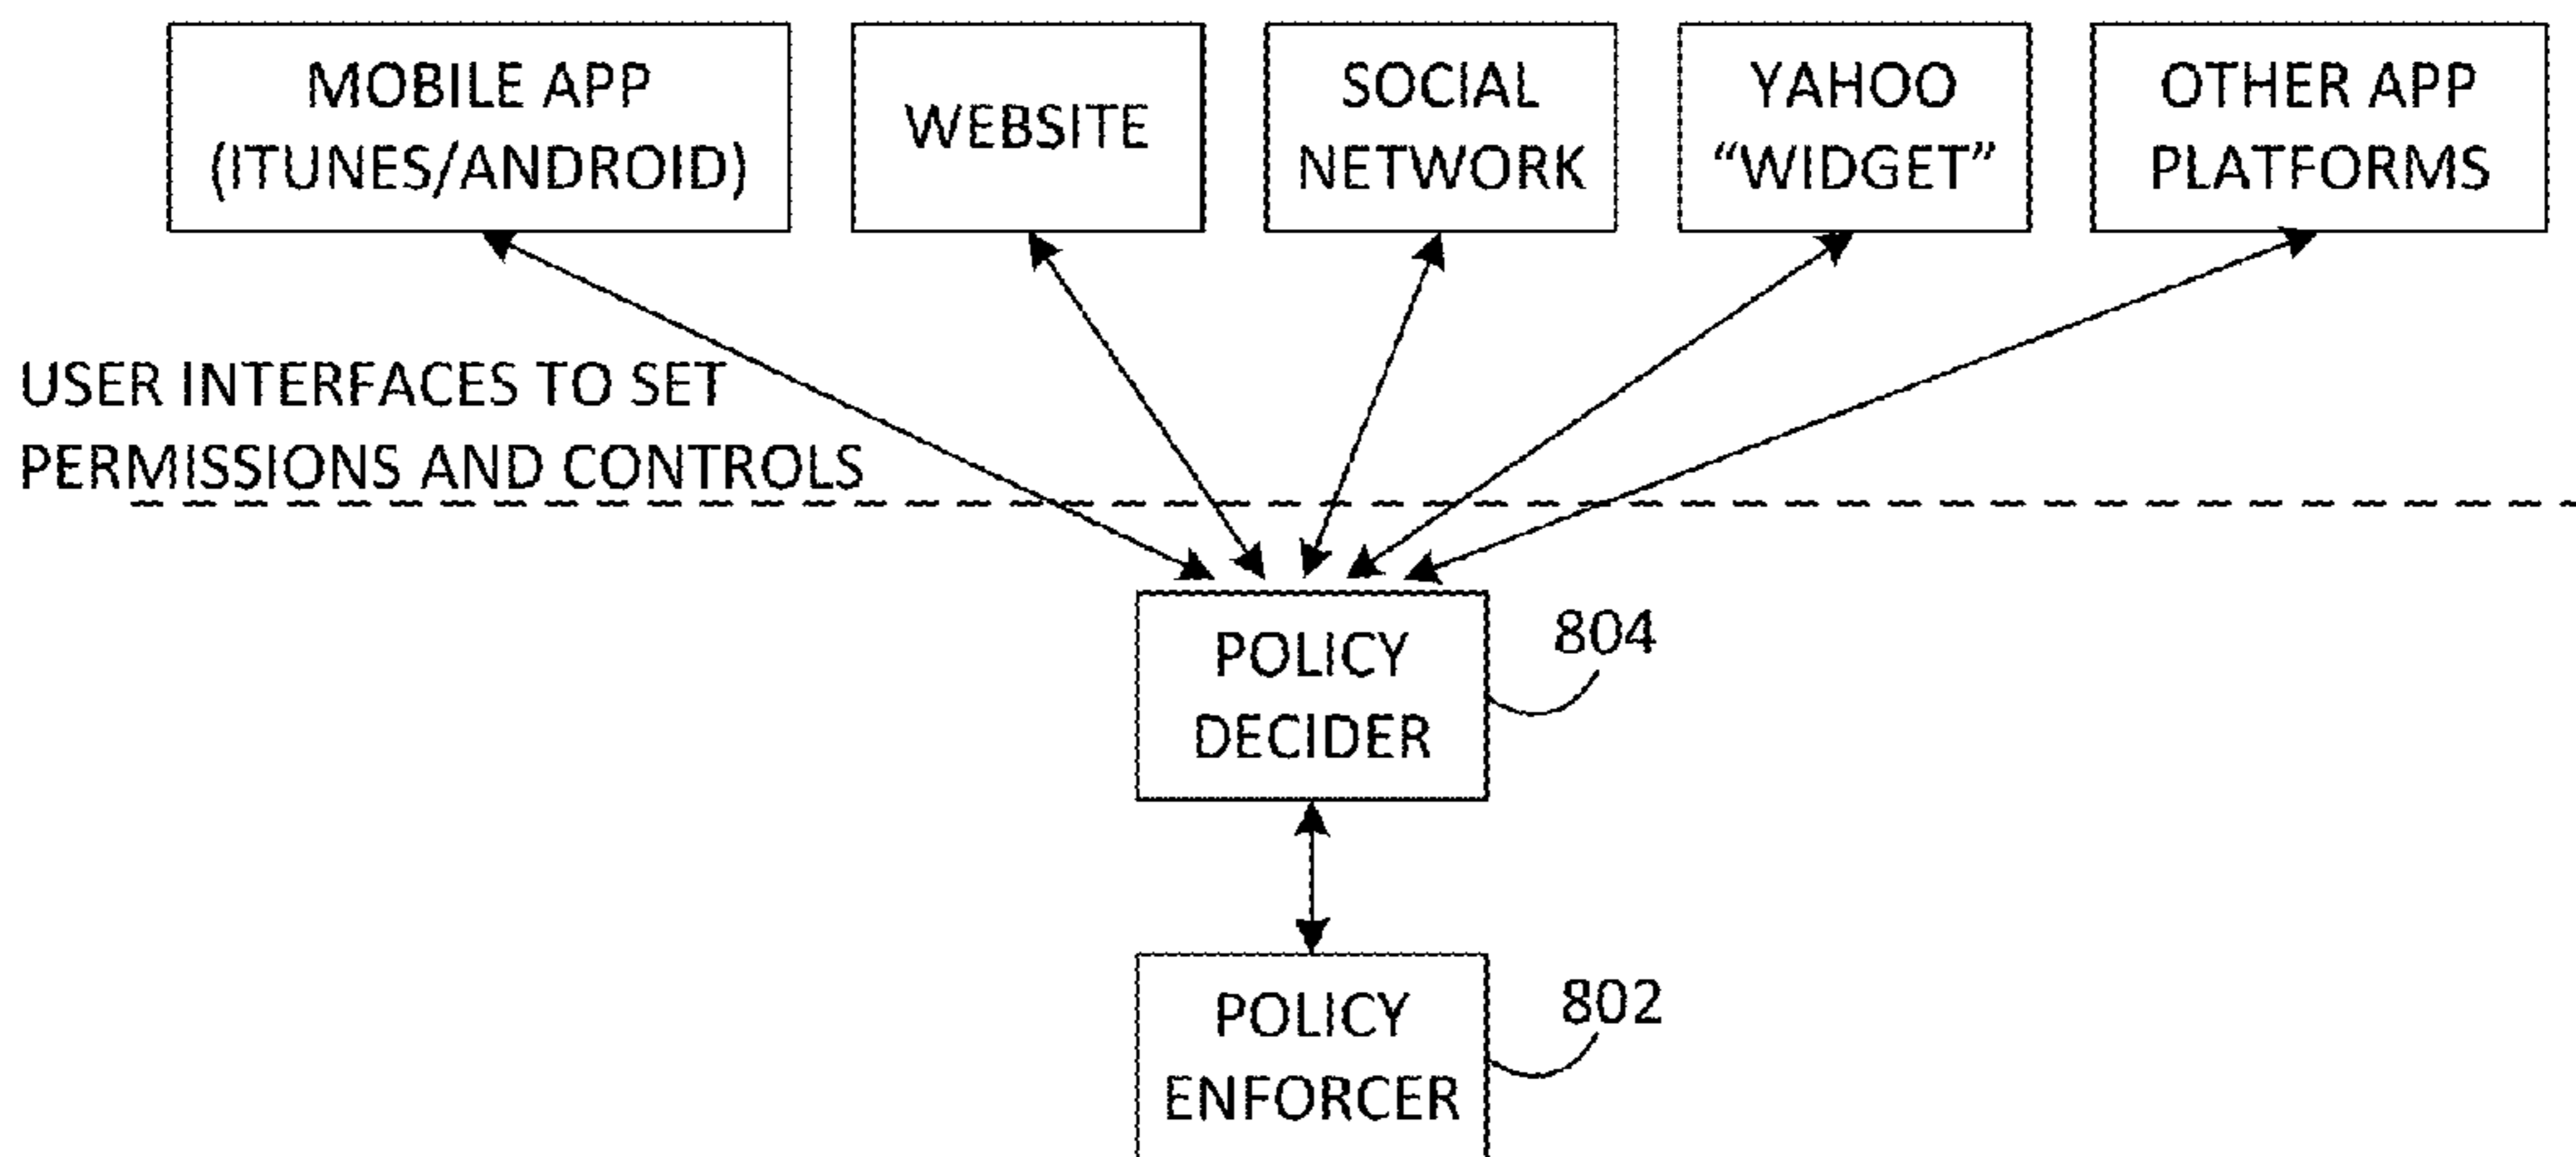 MOBILE APP
(ITUNES/ANDROID)
WEBSITE
SOCIAL
NETWORK
YAHOO
“WIDGET”
OTHER APP
PLATFORMS
USER INTERFACES TO SET
PERMISSIONS AND CONTROLS
POLICY
DECIDER
804
POLICY
ENFORCER
802